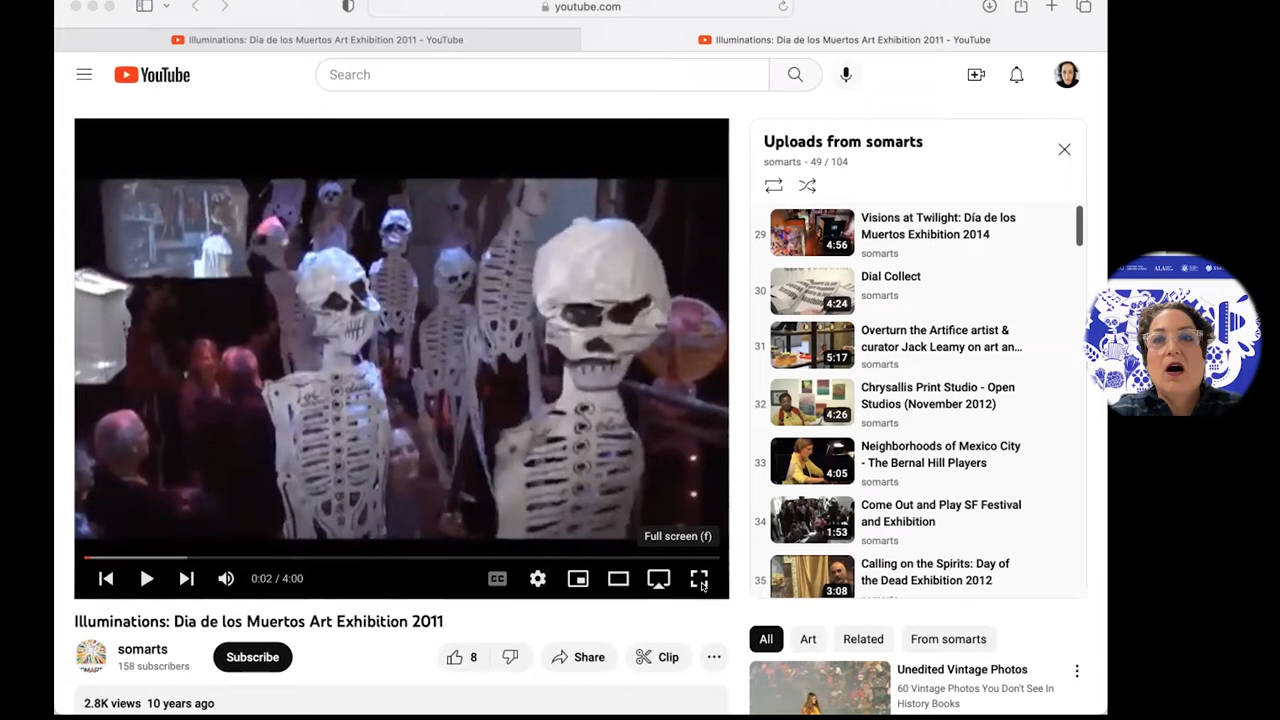 youtube.com
Illuminations: Dia de los Muertos Art Exhibition 2011 - YouTube
Illuminations: Dia de los Muertos Art Exhibition 2011 - YouTube
YouTube
Search
Uploads from somarts
somarts - 49 / 104
29
4:56
Visions at Twilight: Día de los
Muertos Exhibition 2014
somarts
30
4:24
Dial Collect
somarts
31
5:17
Overturn the Artifice artist &
curator Jack Leamy on art an...
somarts
32
4:26
Chrysallis Print Studio - Open
Studios (November 2012)
somarts
33
4:05
Neighborhoods of Mexico City
- The Bernal Hill Players
somarts
34
1:53
Come Out and Play SF Festival
and Exhibition
somarts
35
3:08
Calling on the Spirits: Day of
the Dead Exhibition 2012
Full screen (f)
0:02 / 4:00
CC
Illuminations: Dia de los Muertos Art Exhibition 2011
somarts
158 subscribers
Subscribe
8
Share
Clip
2.8K views 10 years ago
All
Art
Related
From somarts
Unedited Vintage Photos
60 Vintage Photos You Don't See In
History Books